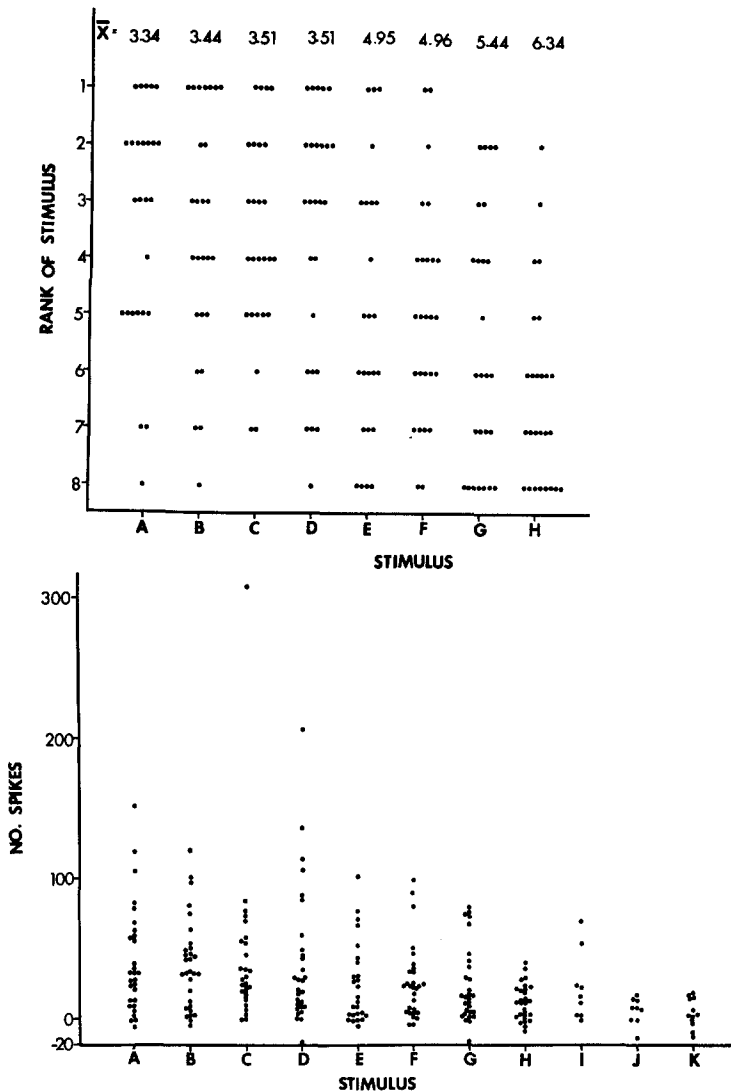 X̄= 3·34 3·44 3·51 3·51 4·95 4·96 5·44 6·34
1
2
3
4
5
6
7
8
RANK OF STIMULUS
A B C D E F G H
STIMULUS
300
200
100
0
-20
NO. SPIKES
A B C D E F G H I J K
STIMULUS